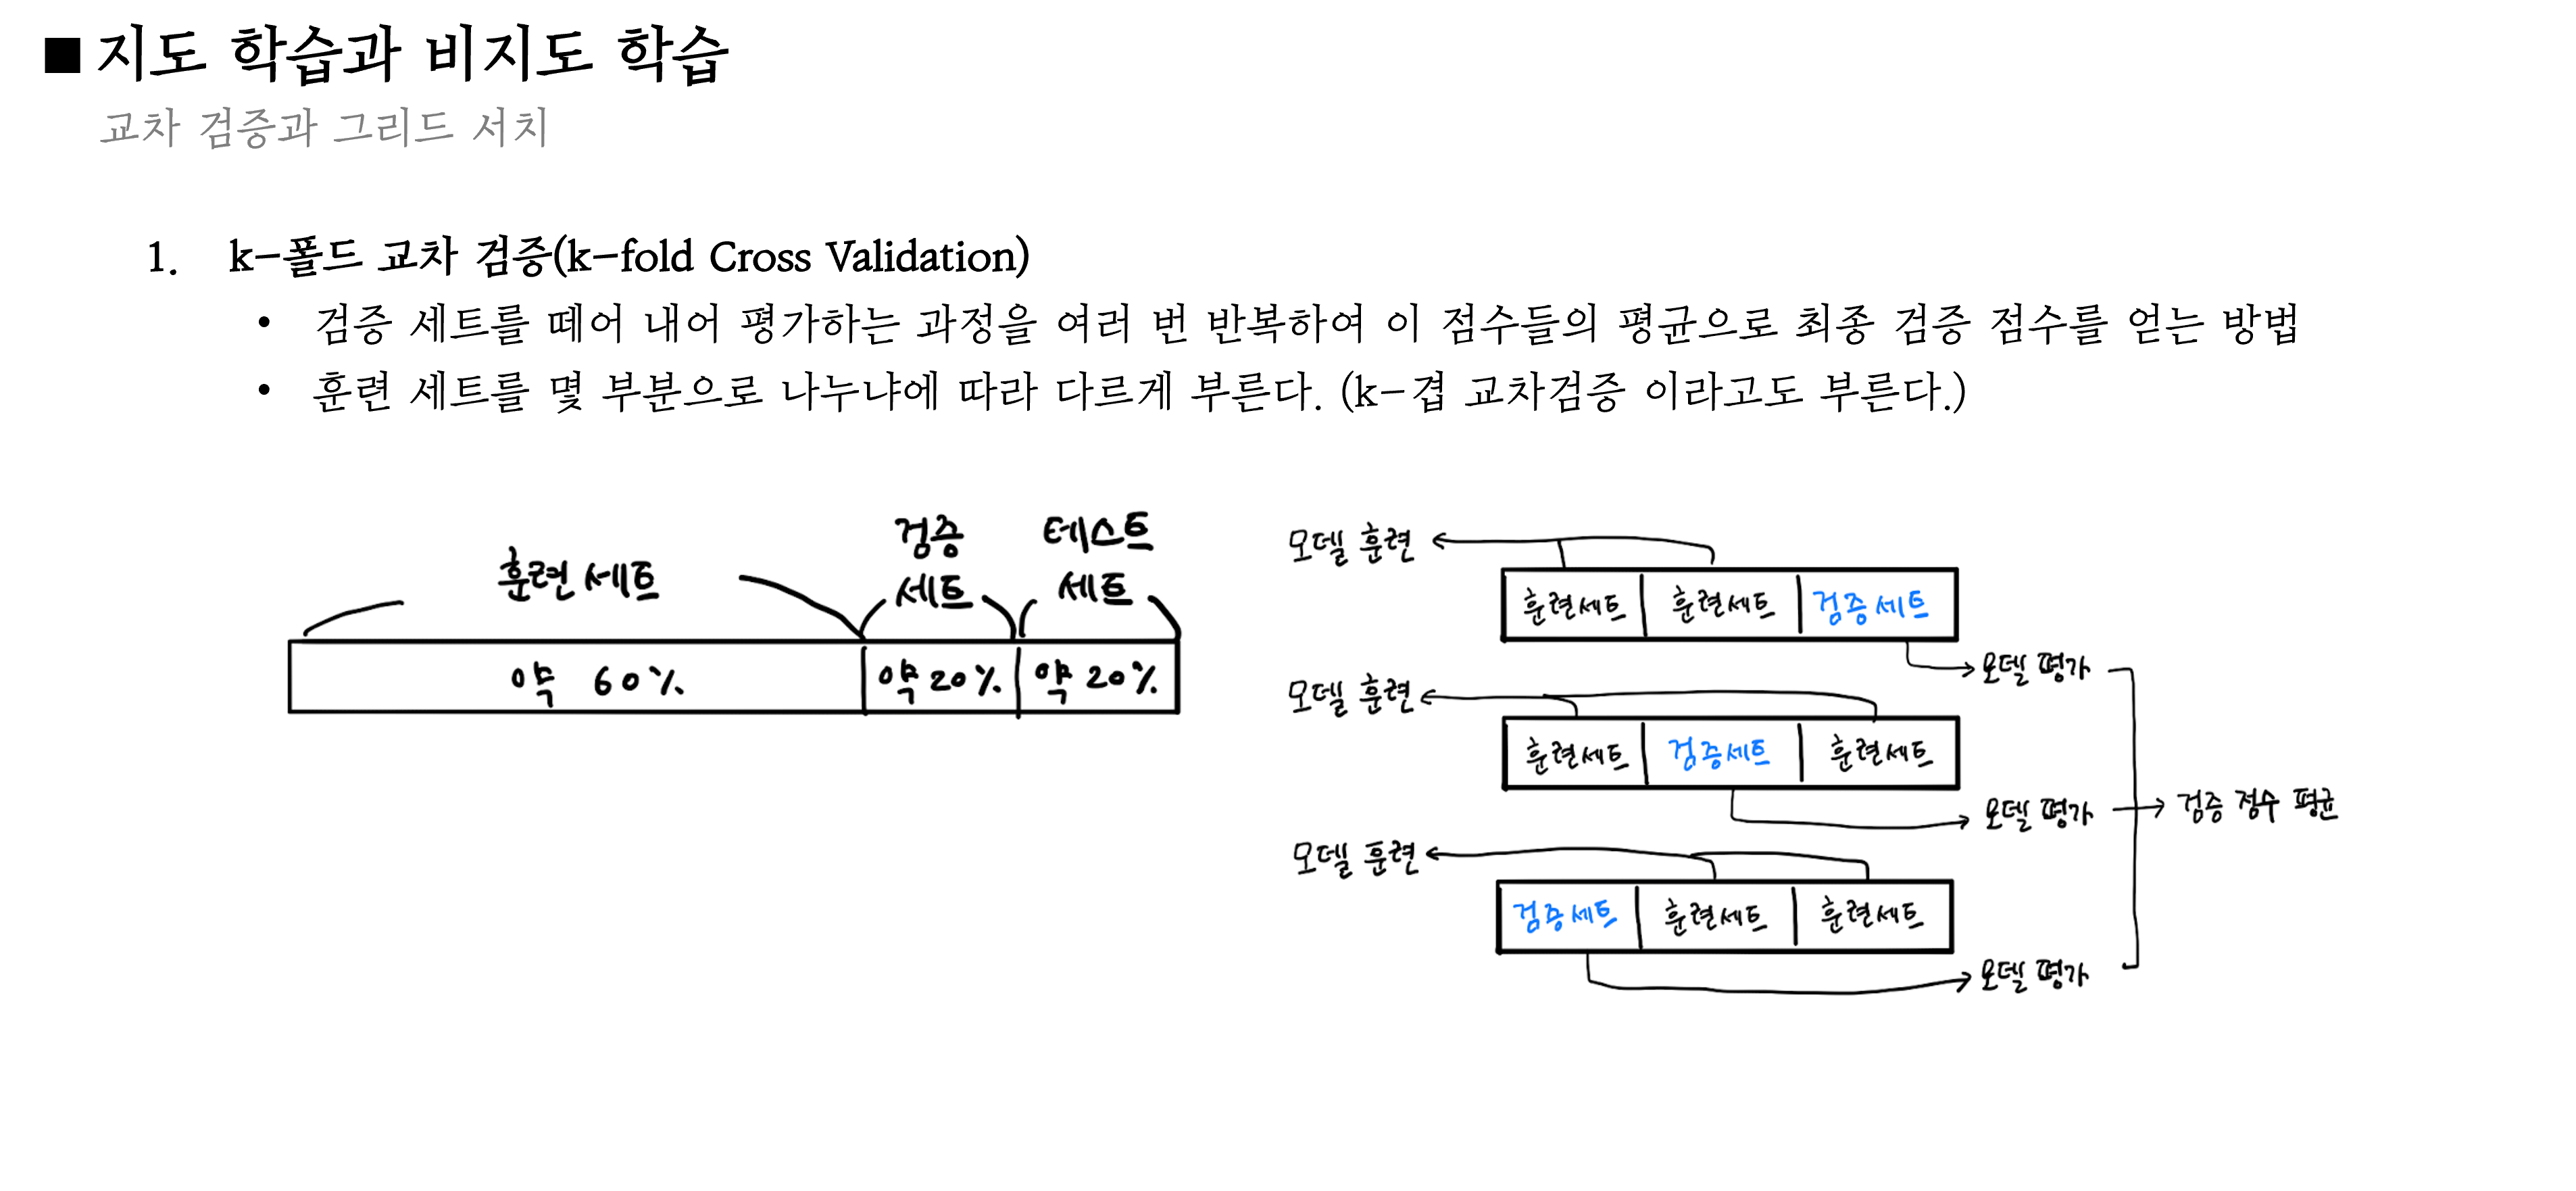 ■ 지도 학습과 비지도 학습
교차 검증과 그리드 서치
1. k-폴드 교차 검증(k-fold Cross Validation)
• 검증 세트를 떼어 내어 평가하는 과정을 여러 번 반복하여 이 점수들의 평균으로 최종 검증 점수를 얻는 방법
• 훈련 세트를 몇 부분으로 나누냐에 따라 다르게 부른다. (k-겹 교차검증 이라고도 부른다.)
훈련 세트
검증
세트
테스트
세트
약 60%
약 20%
약 20%
모델 훈련
훈련세트 훈련세트 검증세트
모델 평가
모델 훈련
훈련세트 검증세트 훈련세트
모델 평가
검증 점수 평균
모델 훈련
검증세트 훈련세트 훈련세트
모델 평가